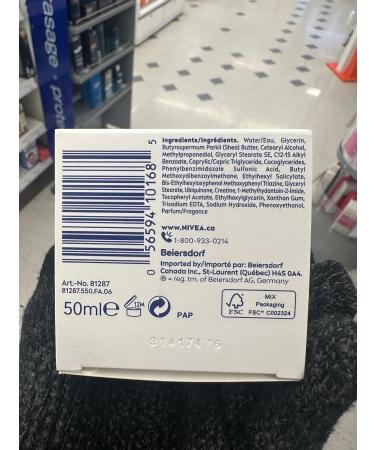 rasage • prote
Ingredients/Ingrédients. Water/Eau, Glycerin,
Butyrospermum Parkii (Shea) Butter, Cetearyl Alcohol,
Methylpropanediol, Glyceryl Stearate SE, C12-15 Alkyl
Benzoate, Caprylic/Capric Triglyceride, Cocoglycerides,
Phenylbenzimidazole Sulfonic Acid, Butyl
Methoxydibenzoylmethane, Ethylhexyl Salicylate,
Bis-Ethylhexyloxyphenol Methoxyphenyl Triazine, Glyceryl
Stearate, Ubiquinone, Creatine, 1-Methylhydantoin-2-Imide,
Tocopheryl Acetate, Ethylhexylglycerin, Xanthan Gum,
Trisodium EDTA, Sodium Hydroxide, Phenoxyethanol,
Parfum/Fragance
www.NIVEA.ca
1-800-933-0214
Beiersdorf
Imported by/Importé par: Beiersdorf
Canada Inc., St-Laurent (Québec) H4S 0A4.
® = reg. tm. of Beiersdorf AG, Germany
0 56594 10168 5
Art.-No. 81287
81287.550.FA.06
50ml e
12M
PAP
FSC
MIX
Packaging
FSC® C002324
31417475